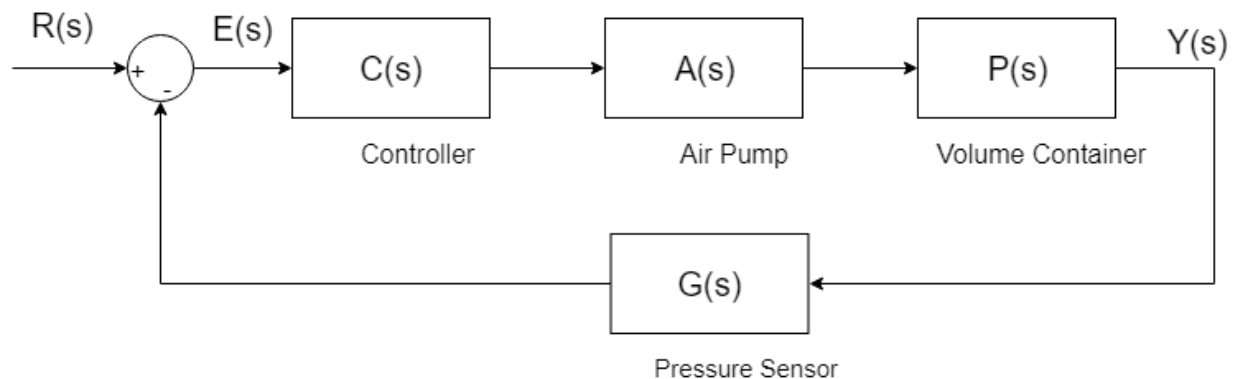 R(s)
E(s)
Y(s)
+
-
C(s)
A(s)
P(s)
Controller
Air Pump
Volume Container
G(s)
Pressure Sensor